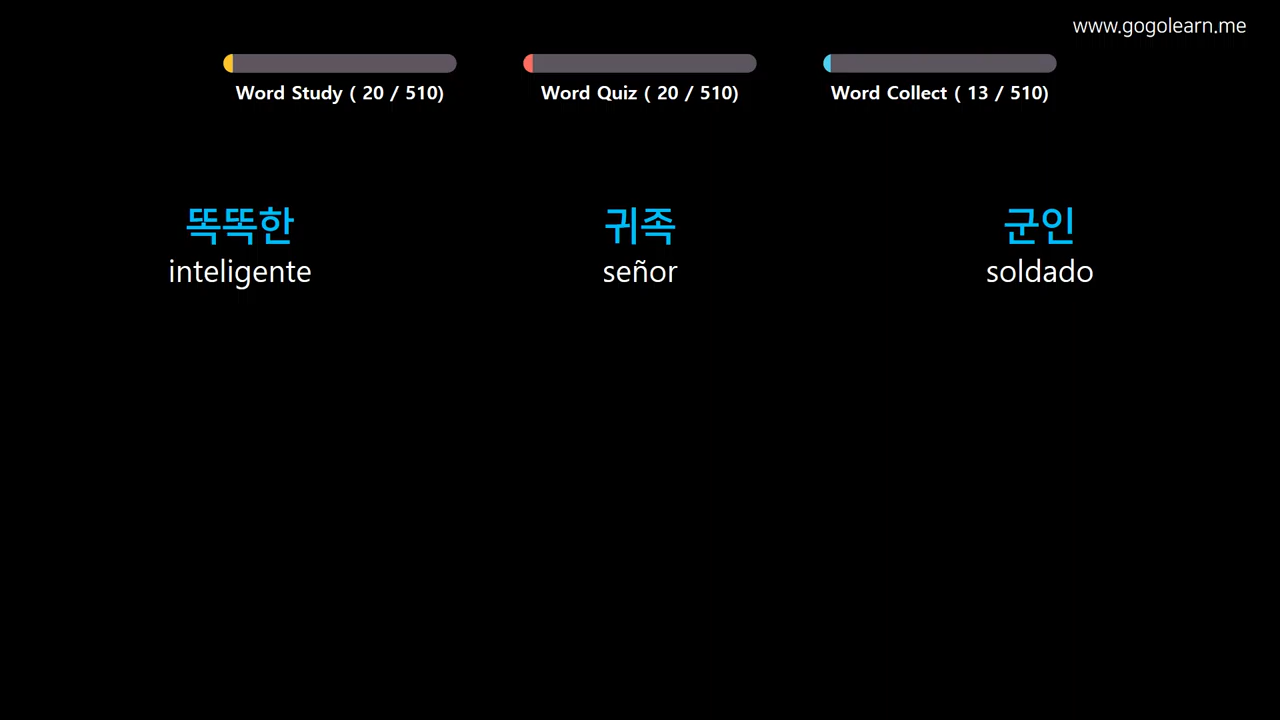 www.gogolearn.me
Word Study ( 20 / 510)
Word Quiz ( 20 / 510)
Word Collect ( 13 / 510)
똑똑한
inteligente
귀족
señor
군인
soldado